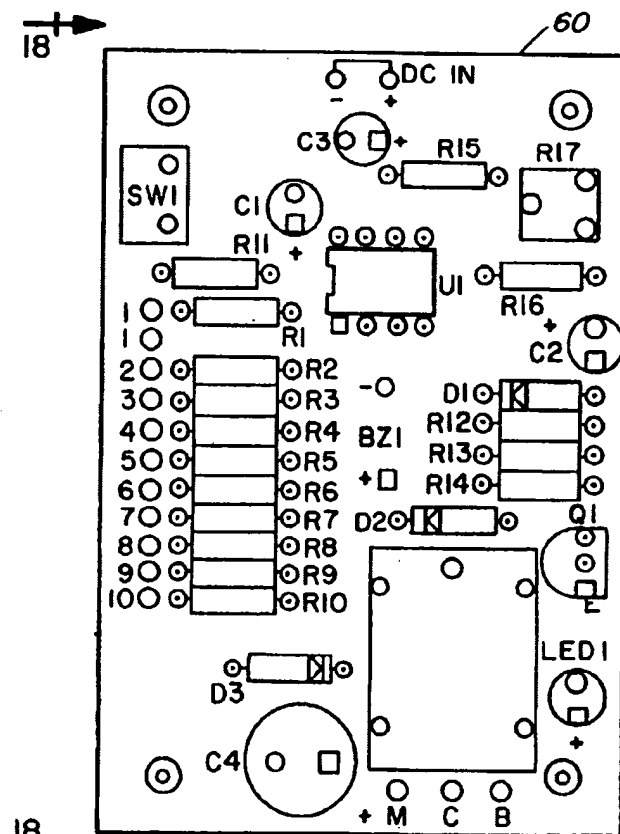 18
60
- + DC IN
C3 +
R15
R17
SW1
C1
+
R11
U1
R16
1
R1
1
+
C2
2 R2
-
D1
3 R3
R12
4 R4
BZ1
R13
5 R5
+
R14
6 R6
7 R7
D2
Q1
8 R8
9 R9
E
10 R10
LED1
D3
+
C4
+ M C B
18